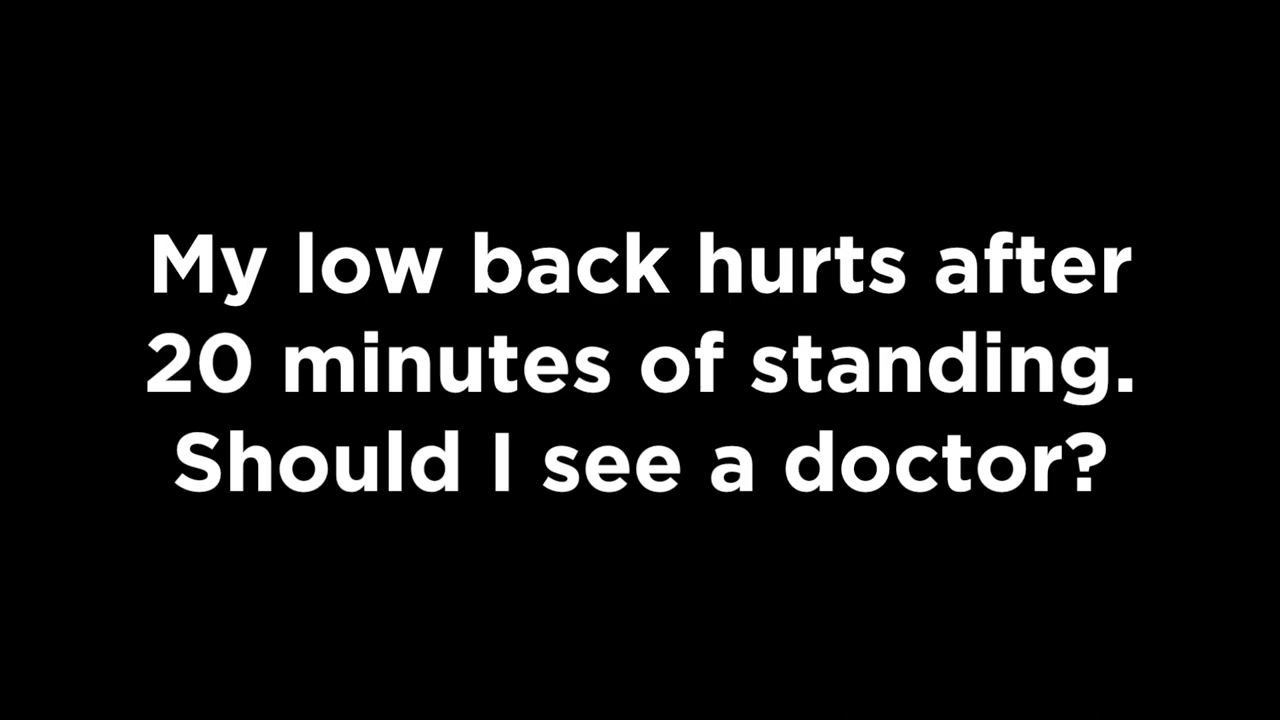 My low back hurts after
20 minutes of standing.
Should I see a doctor?